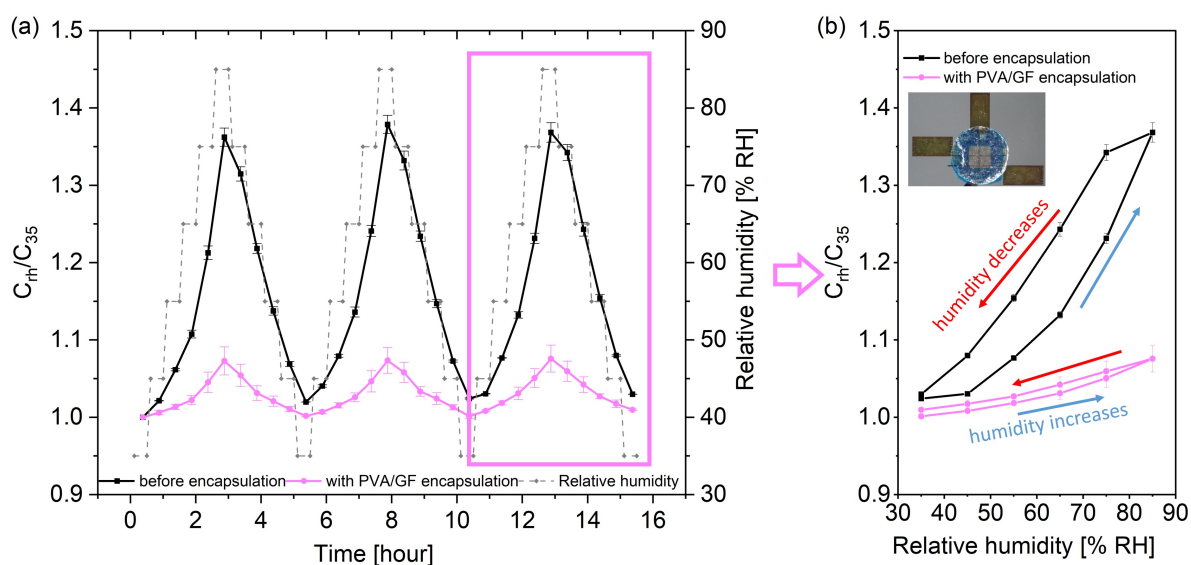 (a)
1.5
1.4
1.3
1.2
1.1
1.0
0.9
C_rh/C_35
90
80
70
60
50
40
30
Relative humidity [% RH]
before encapsulation
with PVA/GF encapsulation
Relative humidity
0
2
4
6
8
10
12
14
16
Time [hour]
(b)
1.5
1.4
1.3
1.2
1.1
1.0
0.9
C_rh/C_35
before encapsulation
with PVA/GF encapsulation
humidity decreases
humidity increases
30
40
50
60
70
80
90
Relative humidity [% RH]